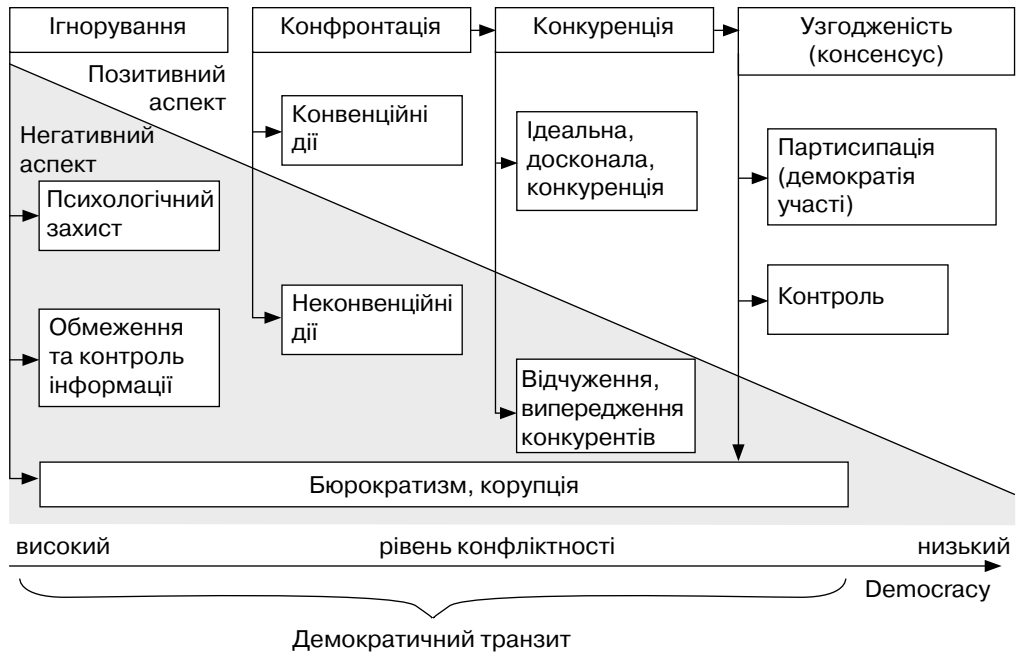 Ігнорування
Конфронтація
Конкуренція
Узгодженість
(консенсус)
Позитивний
аспект
Негативний
аспект
Психологічний
захист
Обмеження
та контроль
інформації
Конвенційні
дії
Неконвенційні
дії
Ідеальна,
досконала,
конкуренція
Відчуження,
випередження
конкурентів
Партисипація
(демократія
участі)
Контроль
Бюрократизм, корупція
високий
рівень конфліктності
низький
Democracy
Демократичний транзит